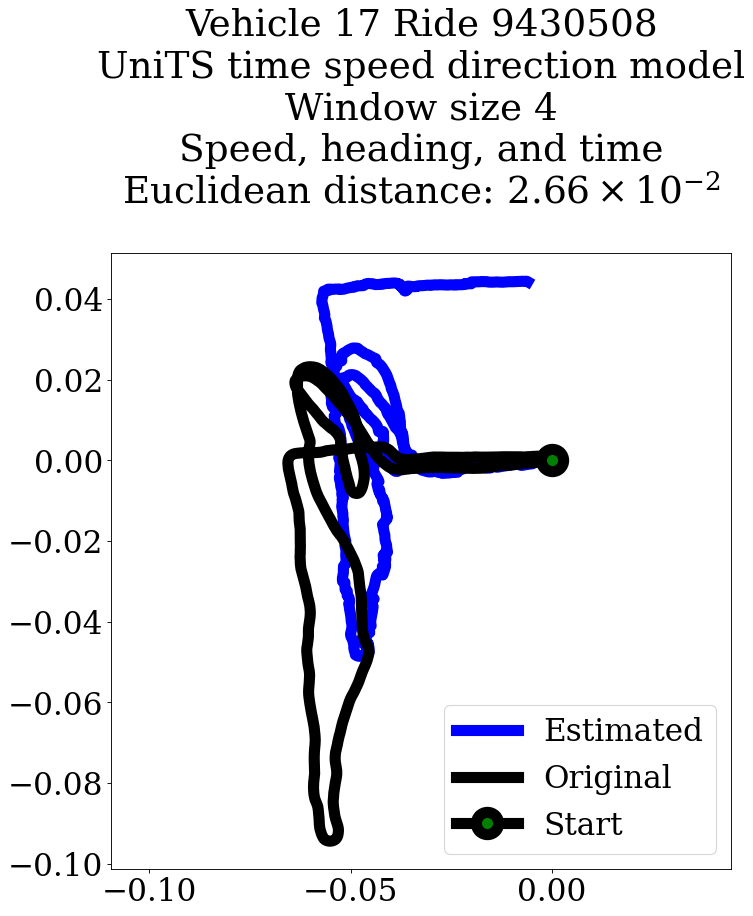 Vehicle 17 Ride 9430508
UniTS time speed direction model
Window size 4
Speed, heading, and time
Euclidean distance: 2.66 × 10⁻²
0.04
0.02
0.00
−0.02
−0.04
−0.06
−0.08
−0.10
Estimated
Original
Start
−0.10 −0.05 0.00